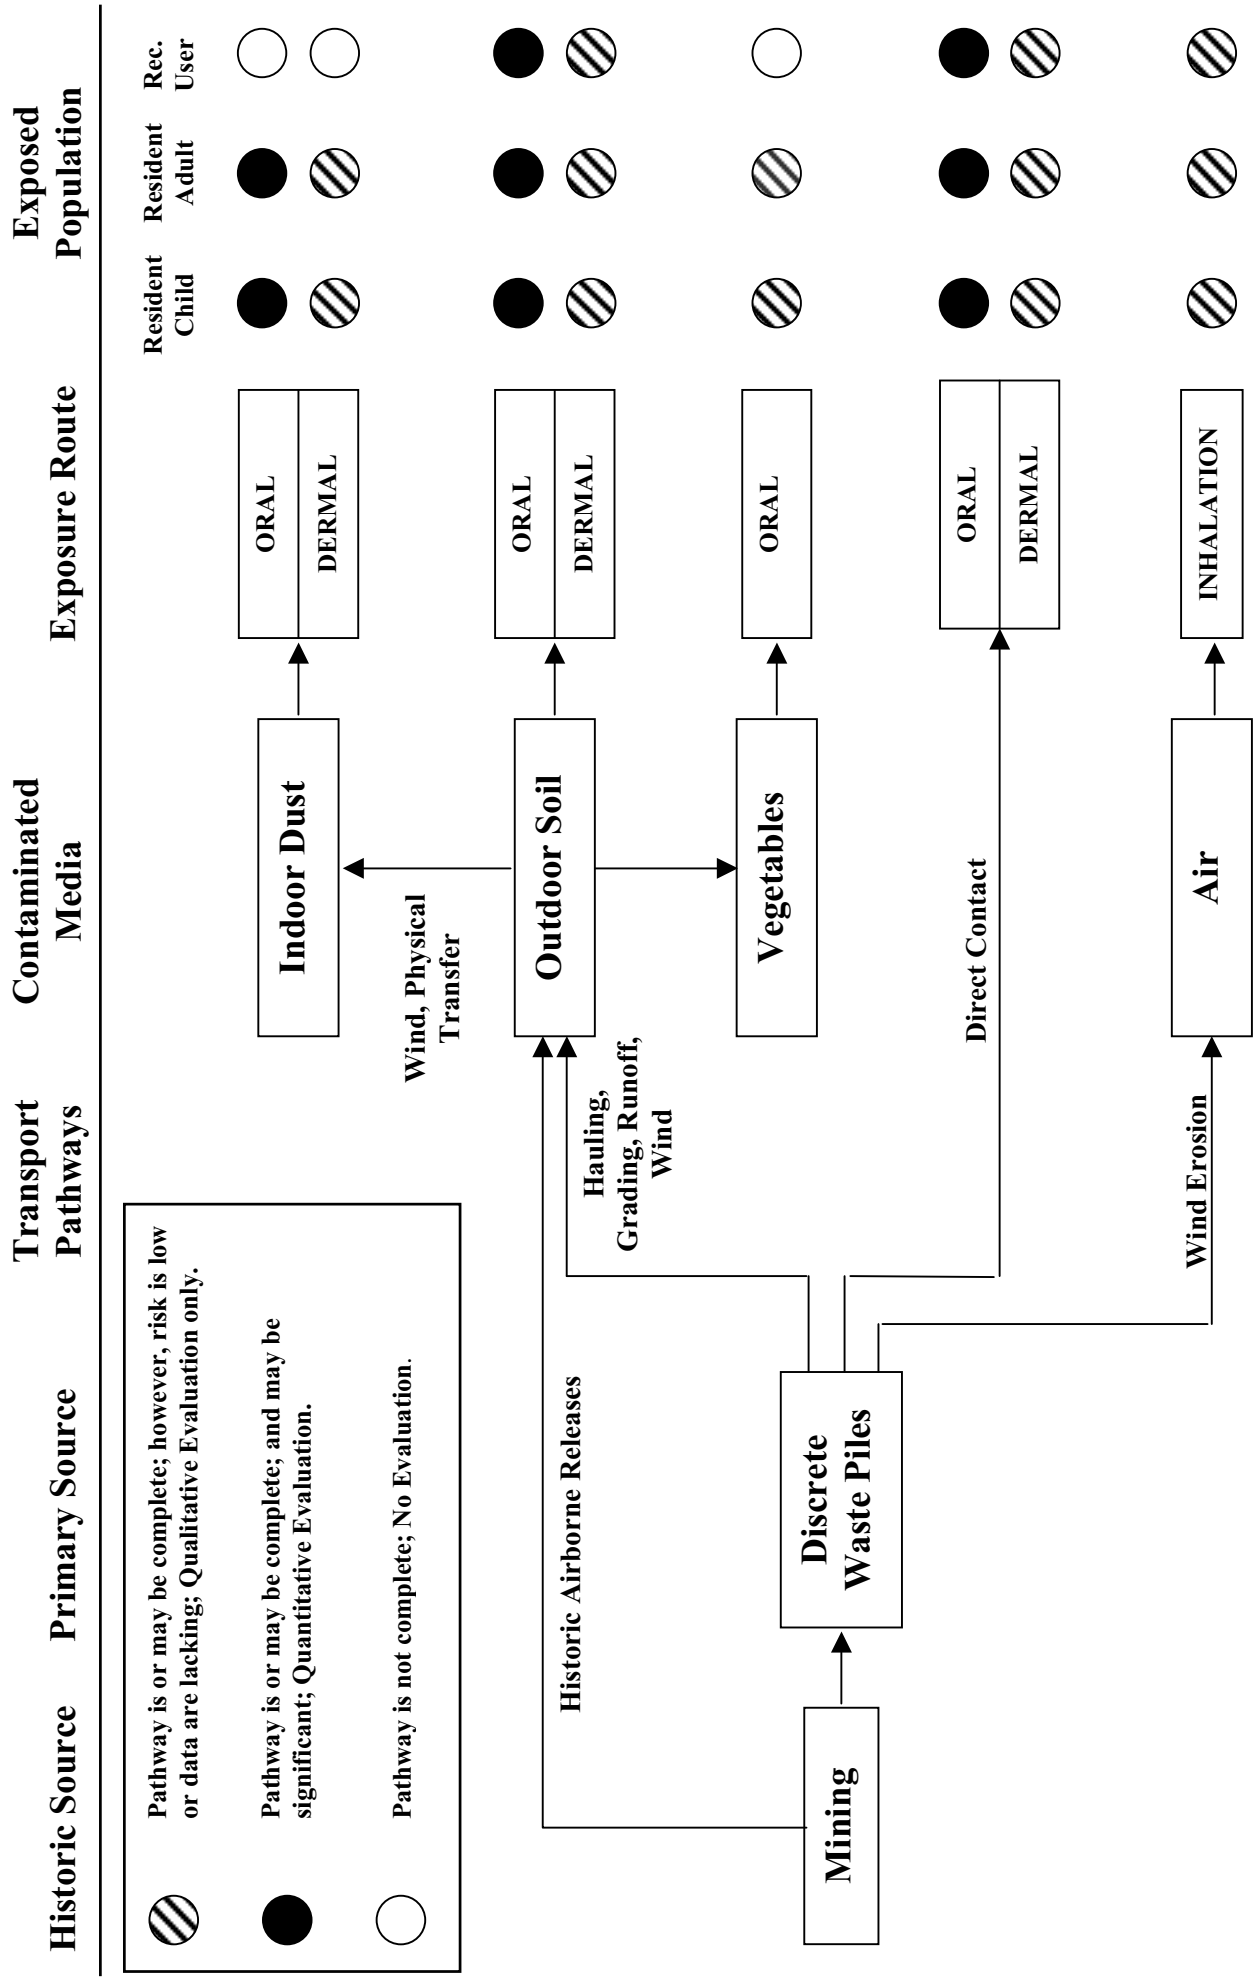 Historic Source
Primary Source
Transport
Pathways
Contaminated
Media
Exposure Route
Exposed
Population
Pathway is or may be complete; however, risk is low
or data are lacking; Qualitative Evaluation only.
Pathway is or may be complete; and may be
significant; Quantitative Evaluation.
Pathway is not complete; No Evaluation.
Resident
Child
Resident
Adult
Rec.
User
Indoor Dust
ORAL
DERMAL
Wind, Physical
Transfer
Historic Airborne Releases
Outdoor Soil
ORAL
DERMAL
Hauling,
Grading, Runoff,
Wind
Vegetables
ORAL
Mining
Discrete
Waste Piles
Direct Contact
ORAL
DERMAL
Wind Erosion
Air
INHALATION